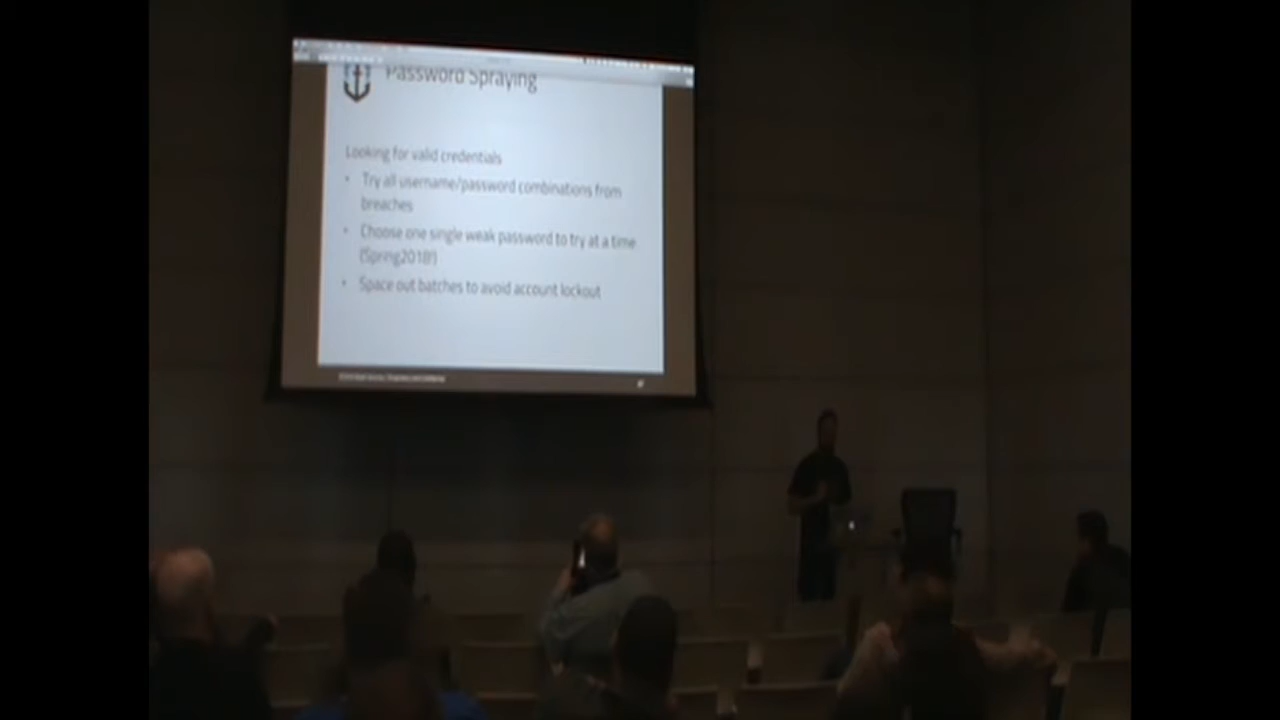 Password Spraying
Looking for valid credentials
• Try all username/password combinations from
breaches
• Choose one single weak password to try at a time
(Spring2018!)
• Space out batches to avoid account lockout